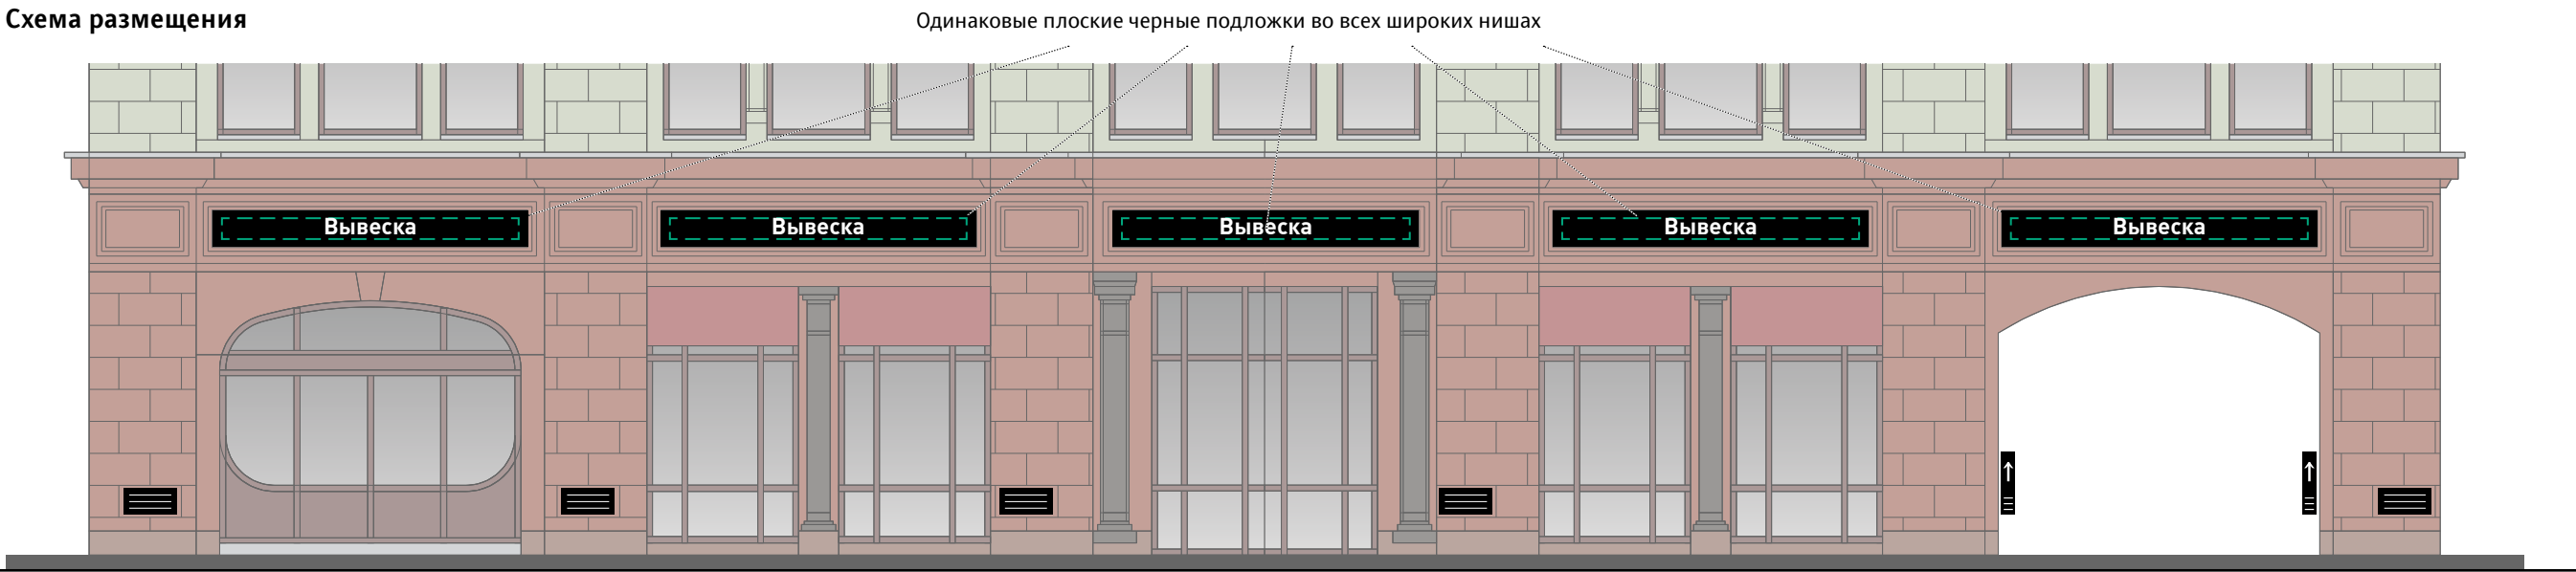 Схема размещения
Одинаковые плоские черные подложки во всех широких нишах
Вывеска
Вывеска
Вывеска
Вывеска
Вывеска